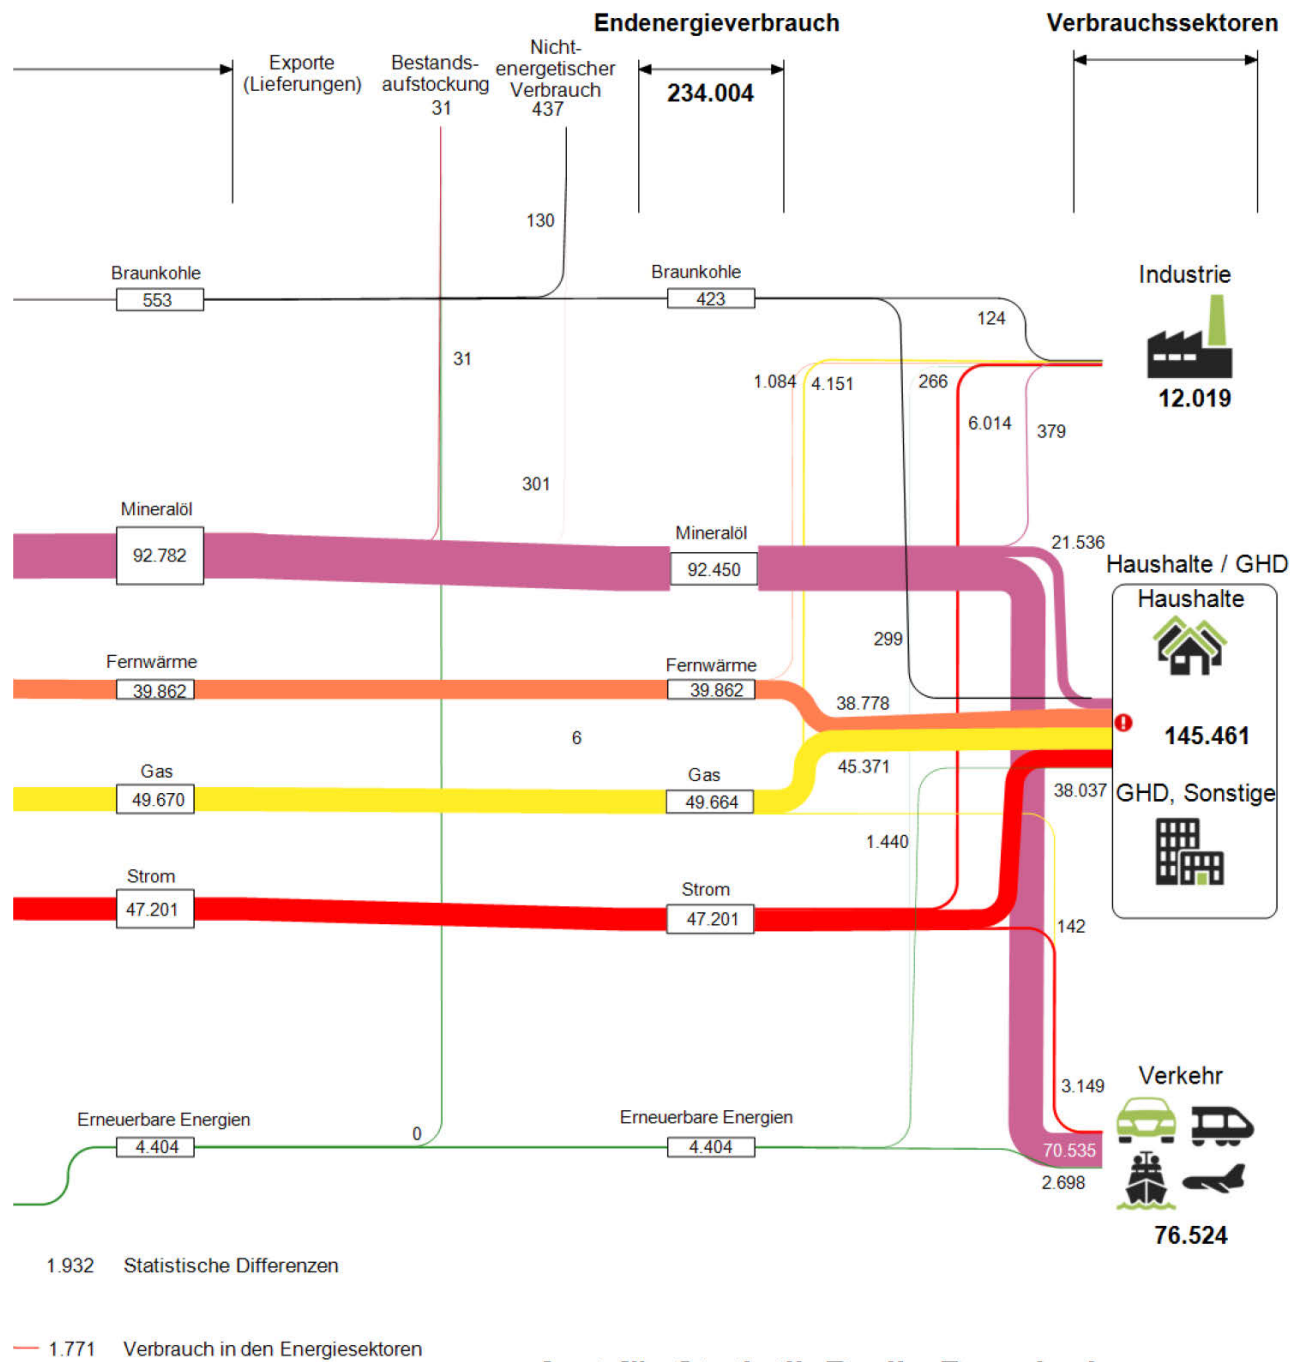 Endenergieverbrauch
Verbrauchssektoren
Exporte
(Lieferungen)
Bestands-
aufstockung
31
Nicht-
energetischer
Verbrauch
437
234.004
130
Braunkohle
553
Braunkohle
423
Industrie
124
12.019
31
1.084
4.151
266
6.014
379
301
Mineralöl
92.782
Mineralöl
92.450
21.536
Haushalte / GHD
Haushalte
299
Fernwärme
39.862
Fernwärme
39.862
38.778
145.461
6
45.371
Gas
49.670
Gas
49.664
38.037
GHD, Sonstige
1.440
Strom
47.201
Strom
47.201
142
3.149
Verkehr
Erneuerbare Energien
4.404
0
Erneuerbare Energien
4.404
70.535
2.698
76.524
1.932 Statistische Differenzen
1.771 Verbrauch in den Energiesektoren